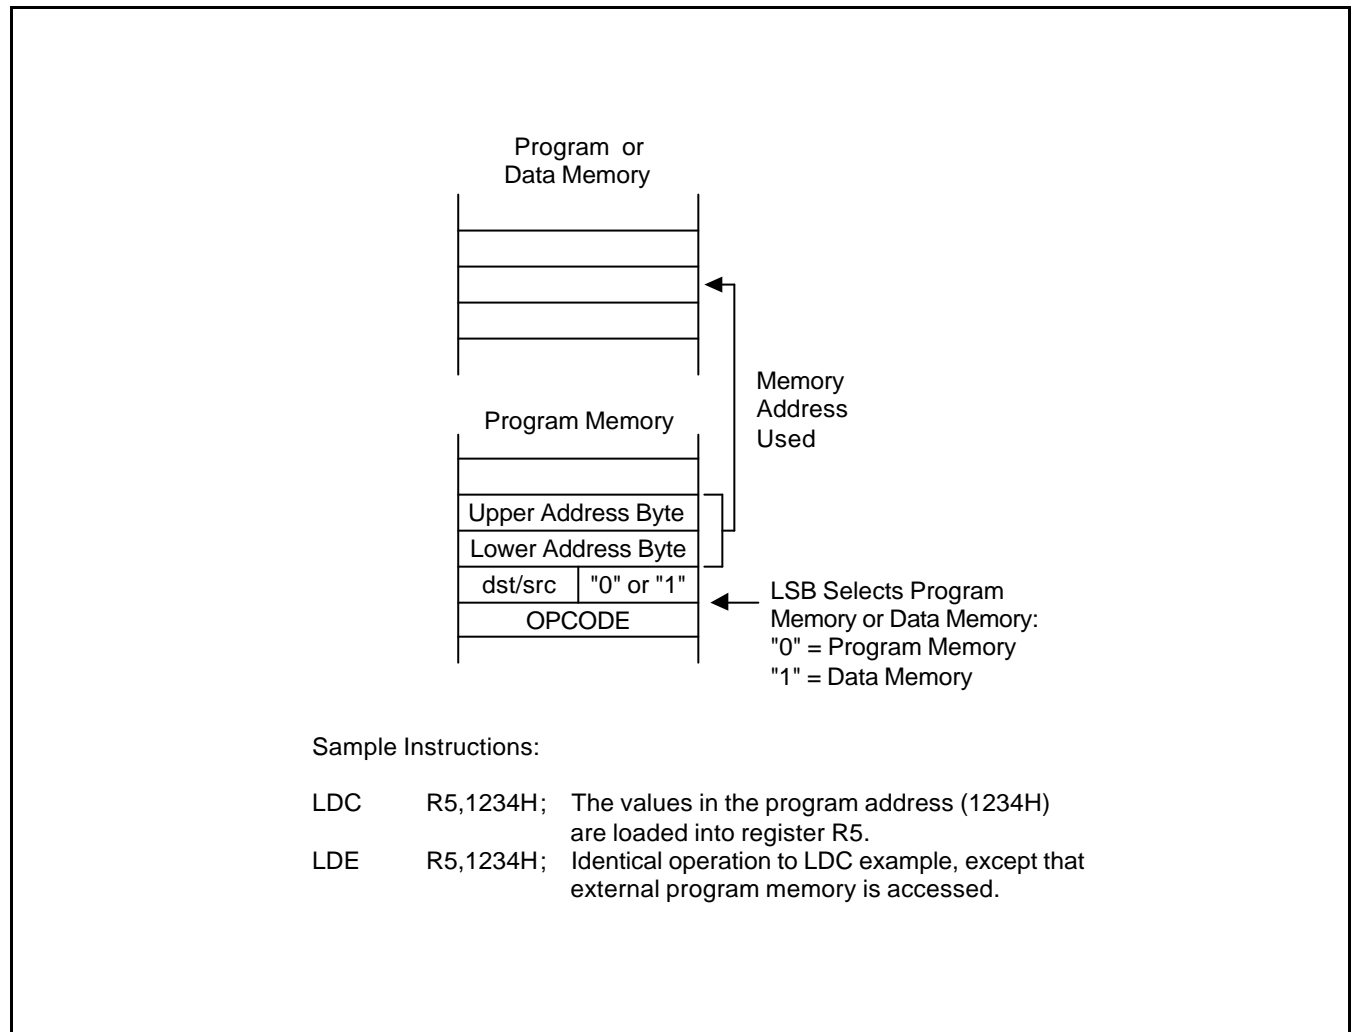 Program or
Data Memory
Memory
Address
Used
Program Memory
Upper Address Byte
Lower Address Byte
dst/src "0" or "1"
OPCODE
LSB Selects Program
Memory or Data Memory:
"0" = Program Memory
"1" = Data Memory
Sample Instructions:
LDC R5,1234H; The values in the program address (1234H)
are loaded into register R5.
LDE R5,1234H; Identical operation to LDC example, except that
external program memory is accessed.